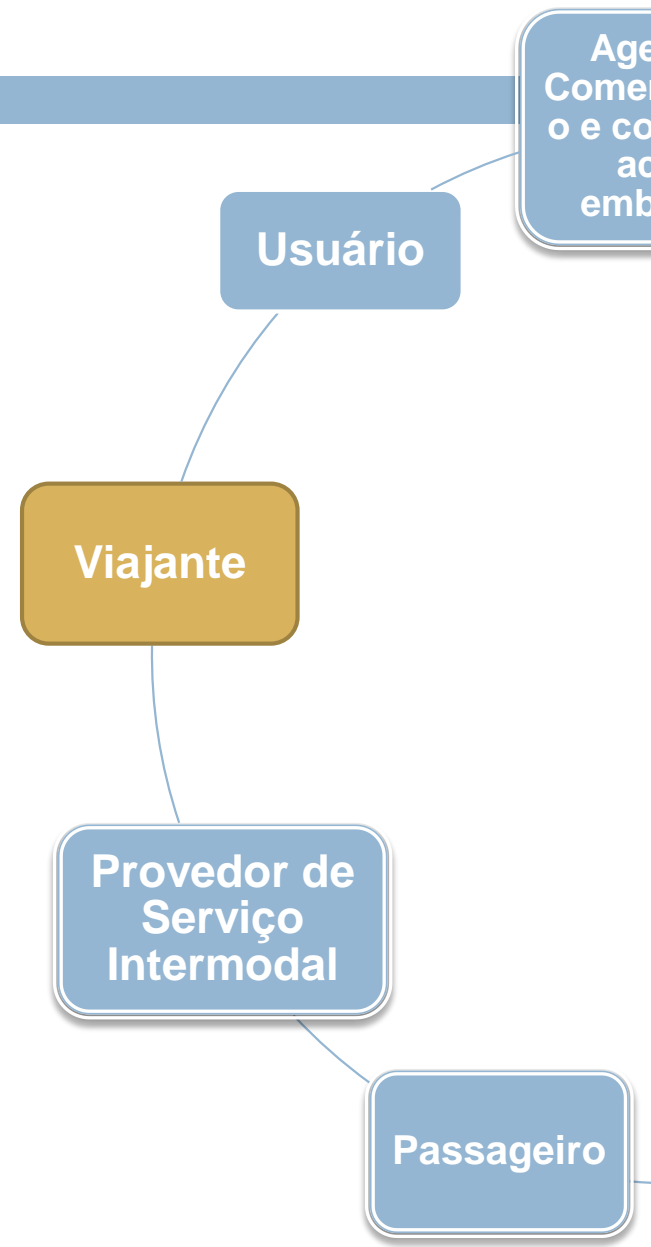 o e
Usuário
Viajante
Provedor de
Serviço
Intermodal
Passageiro